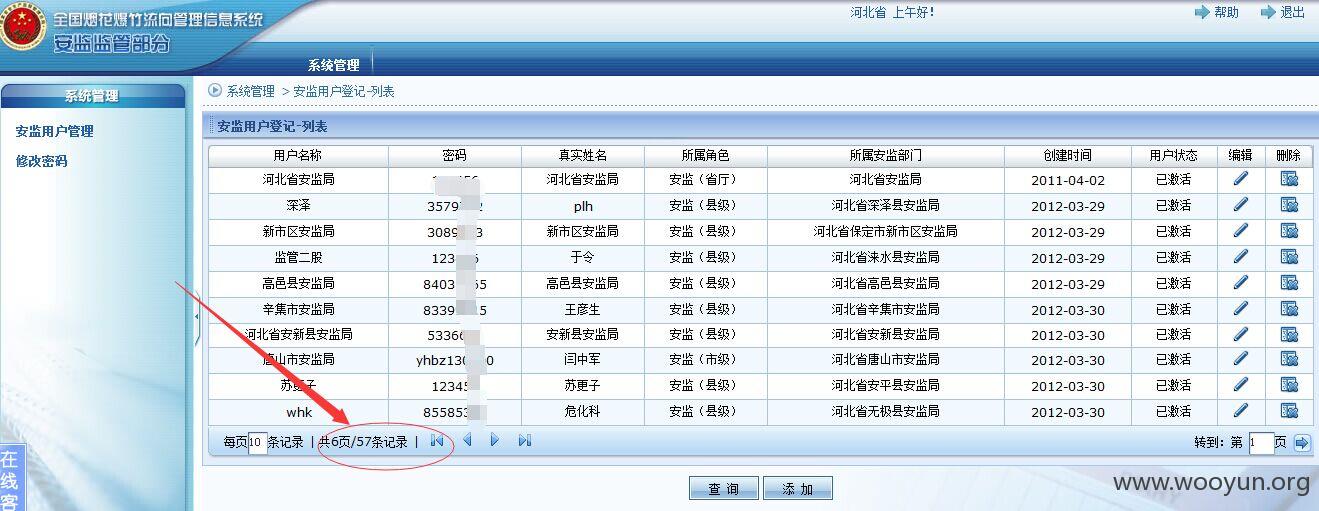 全国烟花爆竹流向管理信息系统
安监监管部分
河北省 上午好!
帮助
退出
系统管理
系统管理
安监用户管理
修改密码
系统管理 > 安监用户登记-列表
安监用户登记-列表
用户名称 密码 真实姓名 所属角色 所属安监部门 创建时间 用户状态 编辑 删除
河北省安监局 河北省安监局 安监（省厅） 河北省安监局 2011-04-02 已激活
深泽 3579 2 plh 安监（县级） 河北省深泽县安监局 2012-03-29 已激活
新市区安监局 3089 3 新市区安监局 安监（县级） 河北省保定市新市区安监局 2012-03-29 已激活
监管二股 123 5 于令 安监（县级） 河北省涞水县安监局 2012-03-29 已激活
高邑县安监局 8403 55 高邑县安监局 安监（县级） 河北省高邑县安监局 2012-03-29 已激活
辛集市安监局 8339 5 王彦生 安监（县级） 河北省辛集市安监局 2012-03-30 已激活
河北省安新县安监局 5336 安新县安监局 安监（县级） 河北省安新县安监局 2012-03-30 已激活
唐山市安监局 yhbz13 0 闫中军 安监（市级） 河北省唐山市安监局 2012-03-30 已激活
苏更子 12345 苏更子 安监（县级） 河北省安平县安监局 2012-03-30 已激活
whk 85585 危化科 安监（县级） 河北省无极县安监局 2012-03-30 已激活
每页10条记录 | 共6页/57条记录 | 转到：第1页
查询 添加
在线客
www.wooyun.org